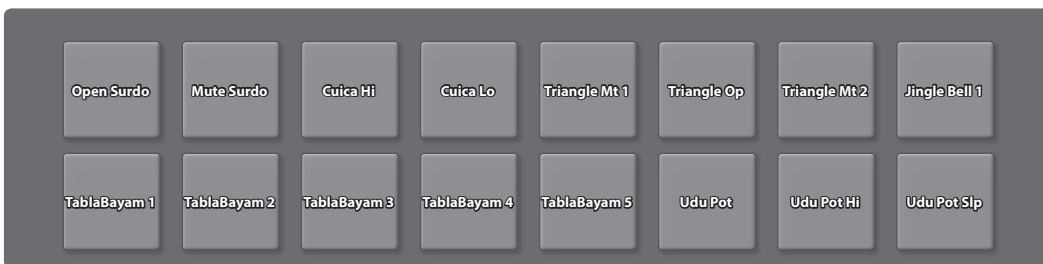 Open Surdo Mute Surdo Cuica Hi Cuica Lo Triangle Mt 1 Triangle Op Triangle Mt 2 Jingle Bell 1
TablaBayam 1 TablaBayam 2 TablaBayam 3 TablaBayam 4 TablaBayam 5 Udu Pot Udu Pot Hi Udu Pot Slp